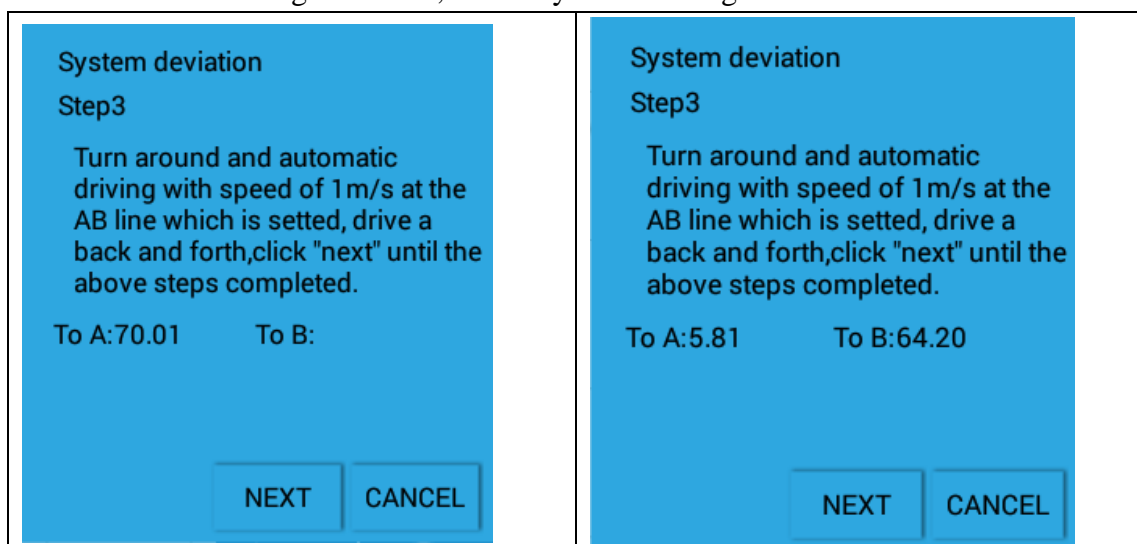 System deviation
Step3
Turn around and automatic
driving with speed of 1m/s at the
AB line which is setted, drive a
back and forth,click "next" until the
above steps completed.
To A:70.01 To B:
NEXT CANCEL
System deviation
Step3
Turn around and automatic
driving with speed of 1m/s at the
AB line which is setted, drive a
back and forth,click "next" until the
above steps completed.
To A:5.81 To B:64.20
NEXT CANCEL